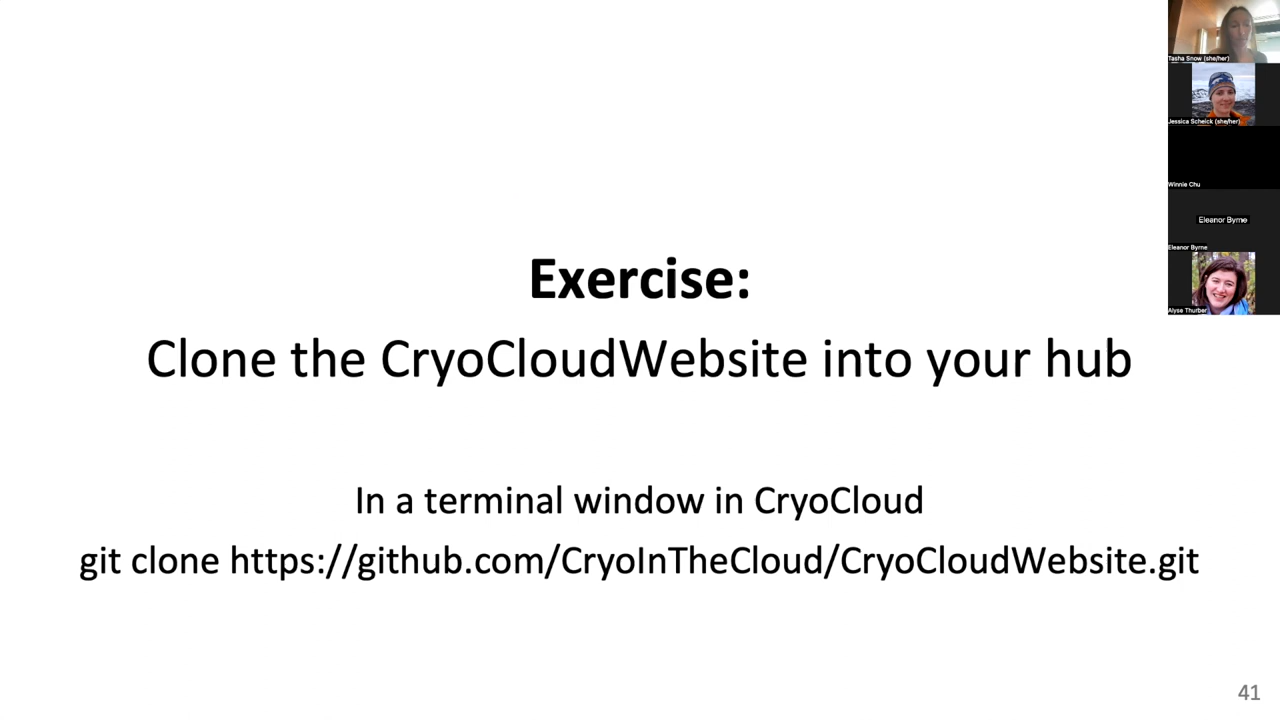 Exercise:
Clone the CryoCloudWebsite into your hub
In a terminal window in CryoCloud
git clone https://github.com/CryoInTheCloud/CryoCloudWebsite.git
41
Tasha Snow (she/her)
Jessica Scheick (she/her)
Winnie Chu
Eleanor Byrne
Eleanor Byrne
Alyse Thurber